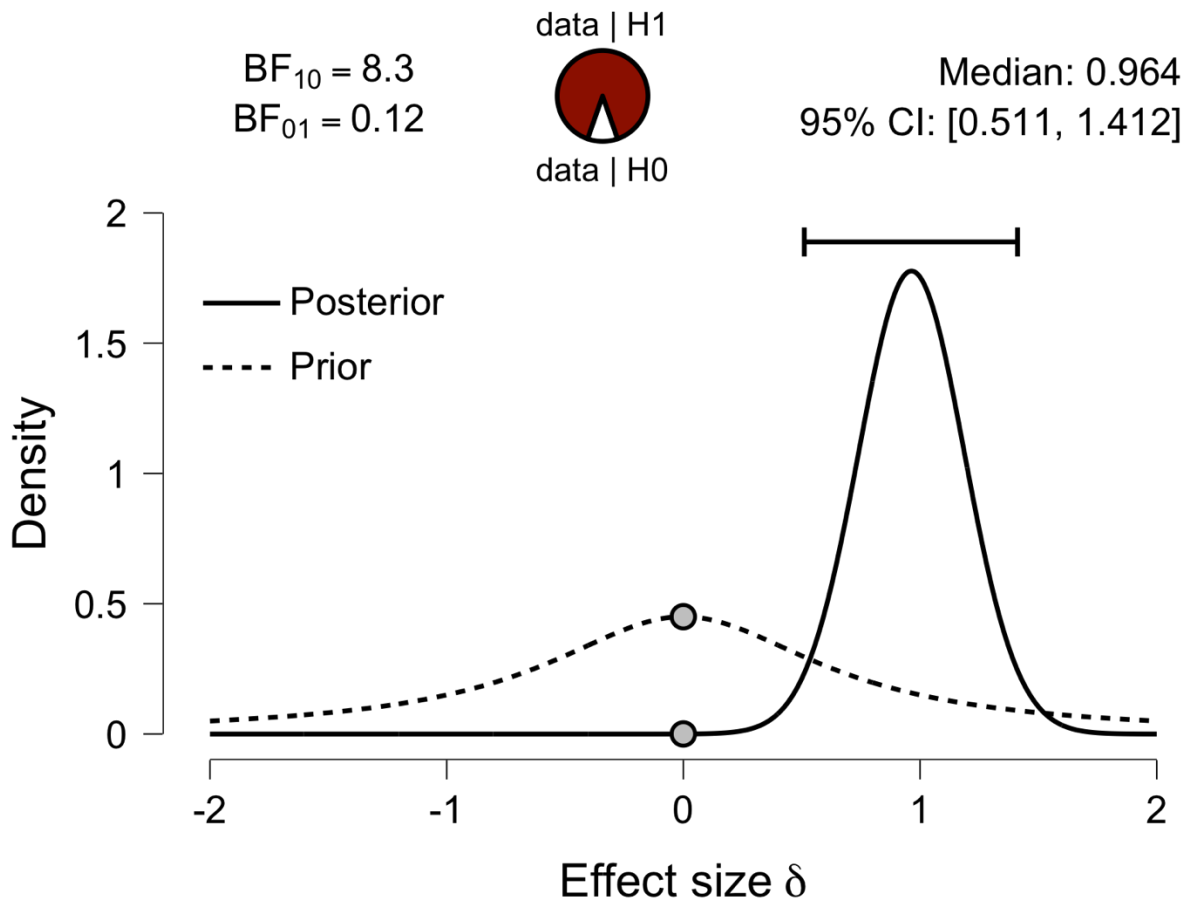 data | H1
BF₁₀ = 8.3
BF₀₁ = 0.12
data | H0
Median: 0.964
95% CI: [0.511, 1.412]
Posterior
Prior
Density
2
1.5
1
0.5
0
-2
-1
0
1
2
Effect size δ